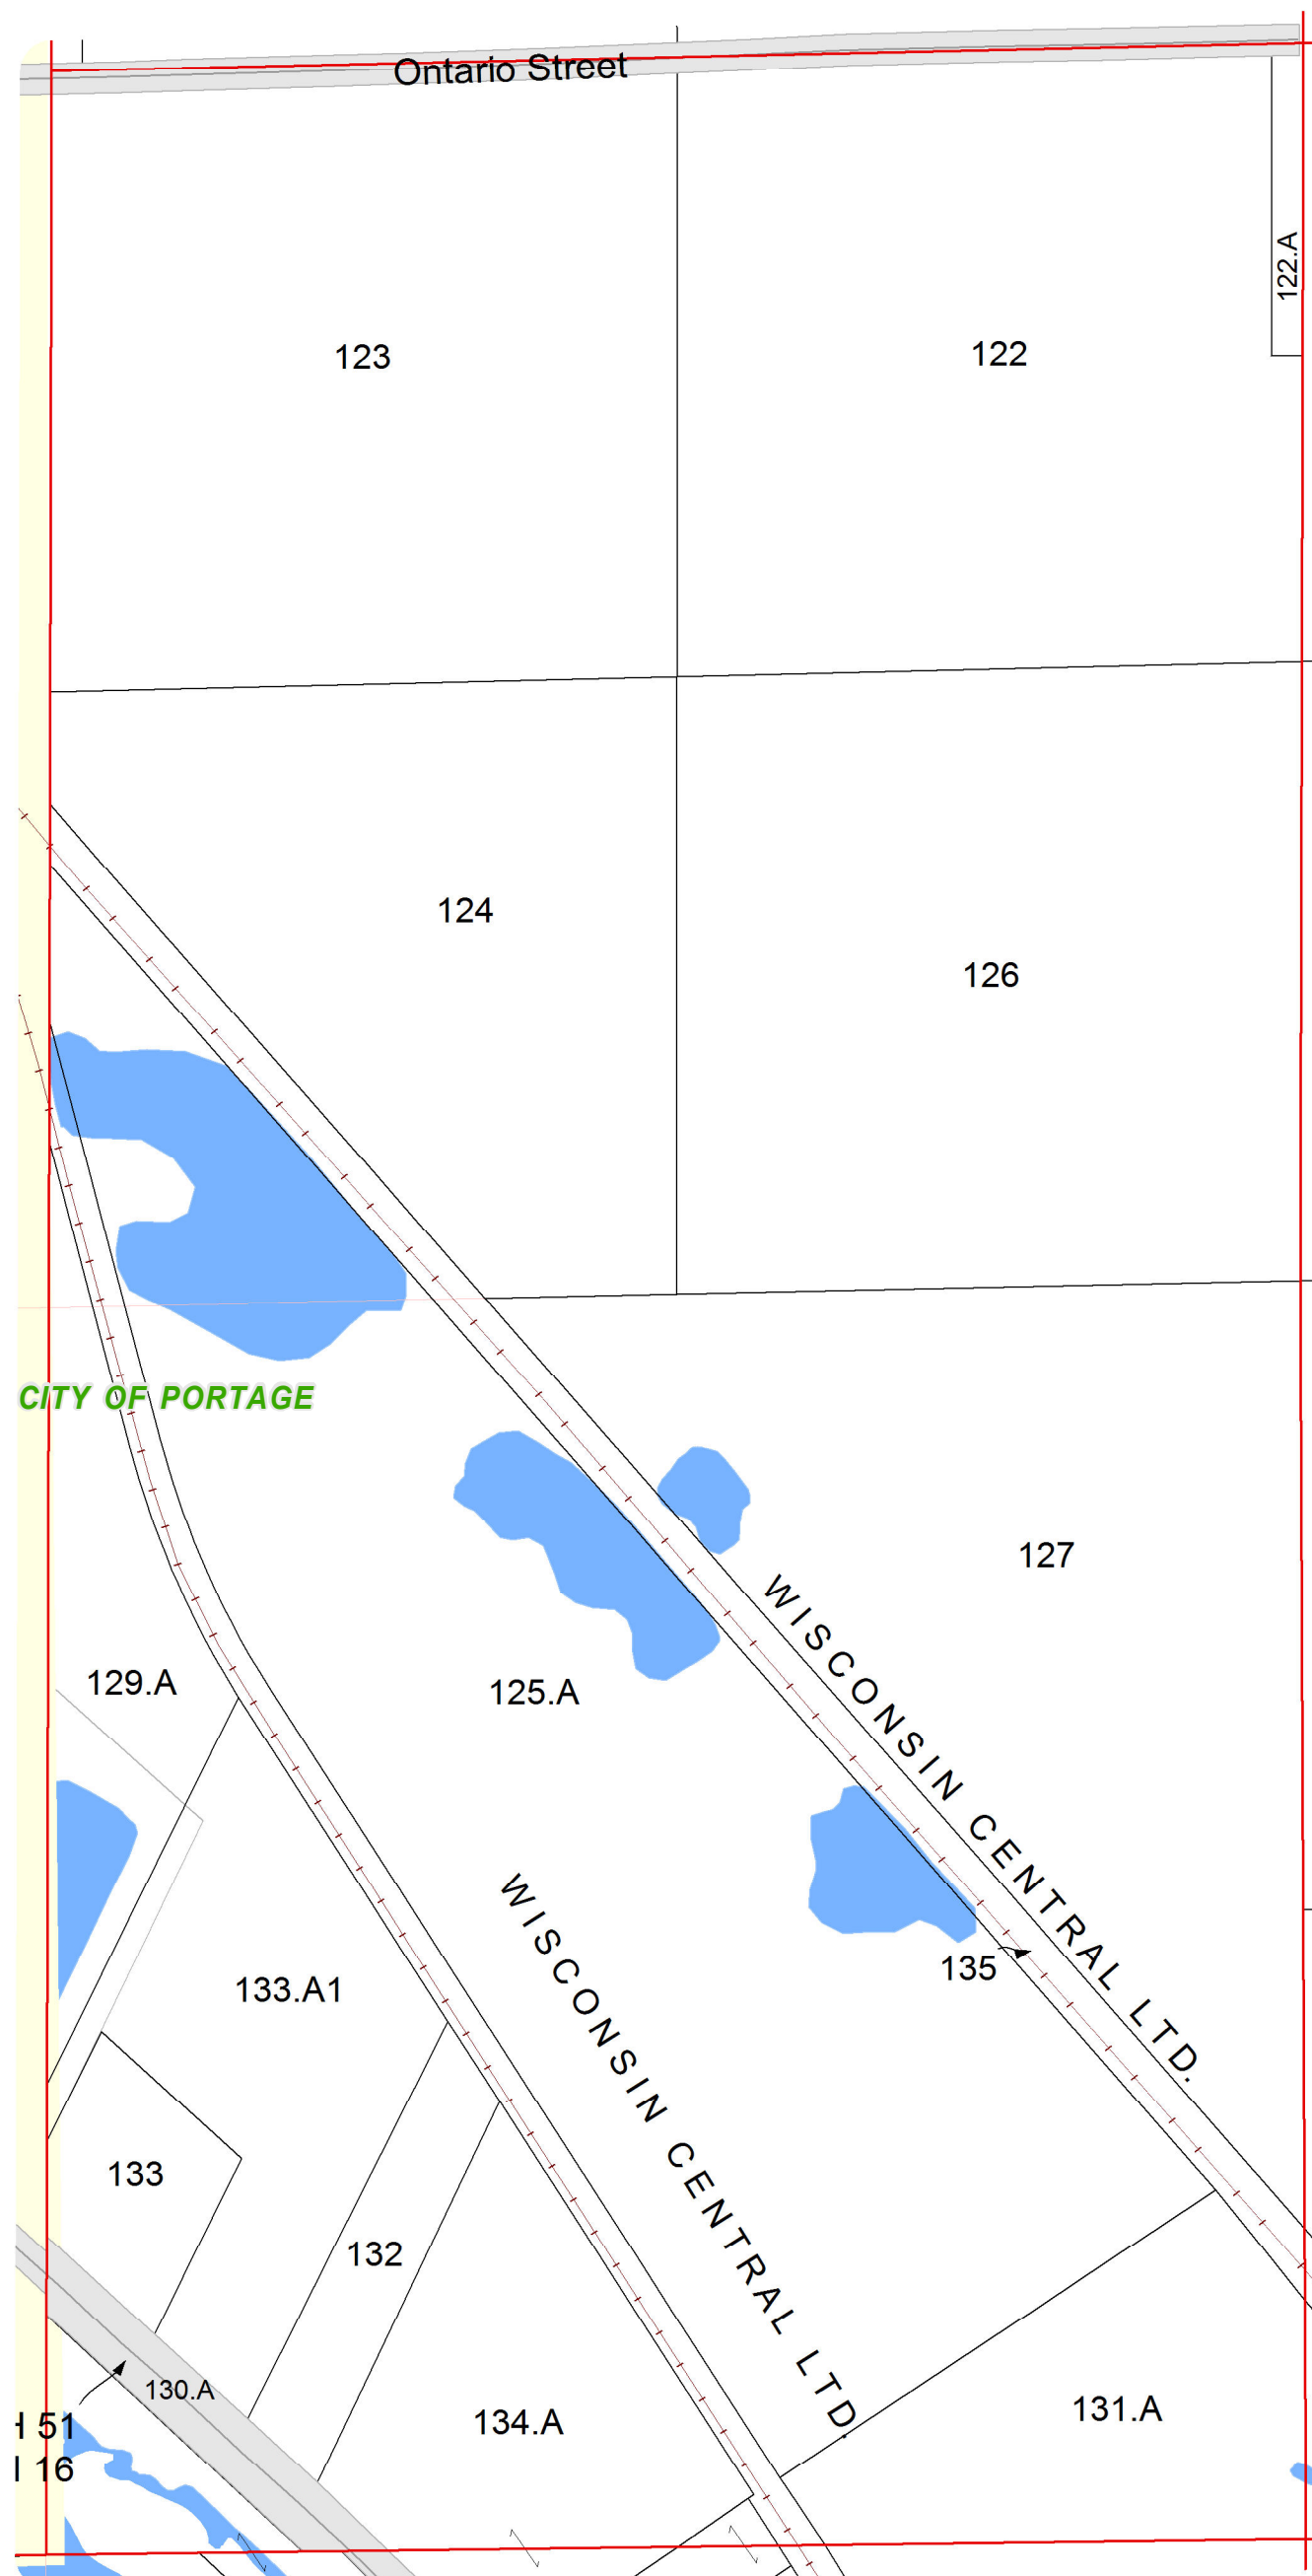 Ontario Street
122.A
123
122
124
126
CITY OF PORTAGE
127
WISCONSIN CENTRAL LTD.
129.A
125.A
WISCONSIN CENTRAL LTD.
135
133.A1
133
132
130.A
51
16
134.A
131.A